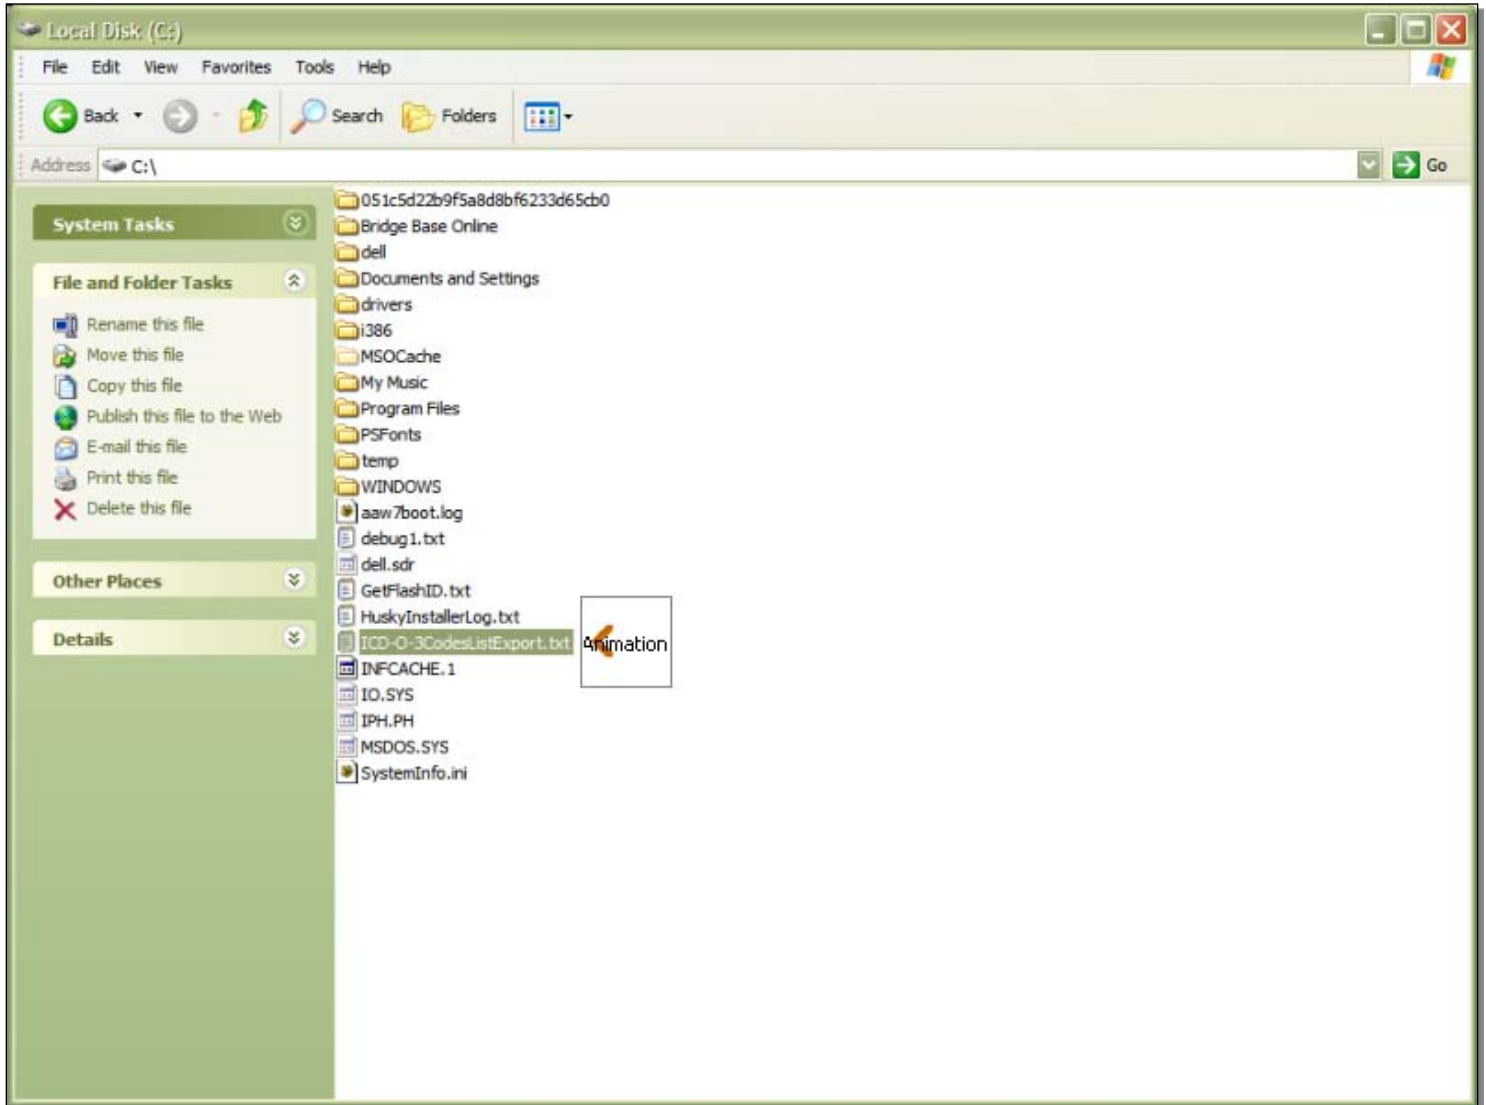 Local Disk (C:)
File Edit View Favorites Tools Help
Back Search Folders
Address C:\ Go
System Tasks
File and Folder Tasks
Rename this file
Move this file
Copy this file
Publish this file to the Web
E-mail this file
Print this file
Delete this file
Other Places
Details
051c5d22b9f5a8d8bf6233d65cb0
Bridge Base Online
dell
Documents and Settings
drivers
i386
MSOCache
My Music
Program Files
PSFonts
temp
WINDOWS
aaw7boot.log
debug1.txt
dell.sdr
GetFlashID.txt
HuskyInstallerLog.txt
ICD-O-3CodesListExport.txt Animation
INFCACHE.1
IO.SYS
IPH.PH
MSDOS.SYS
SystemInfo.ini